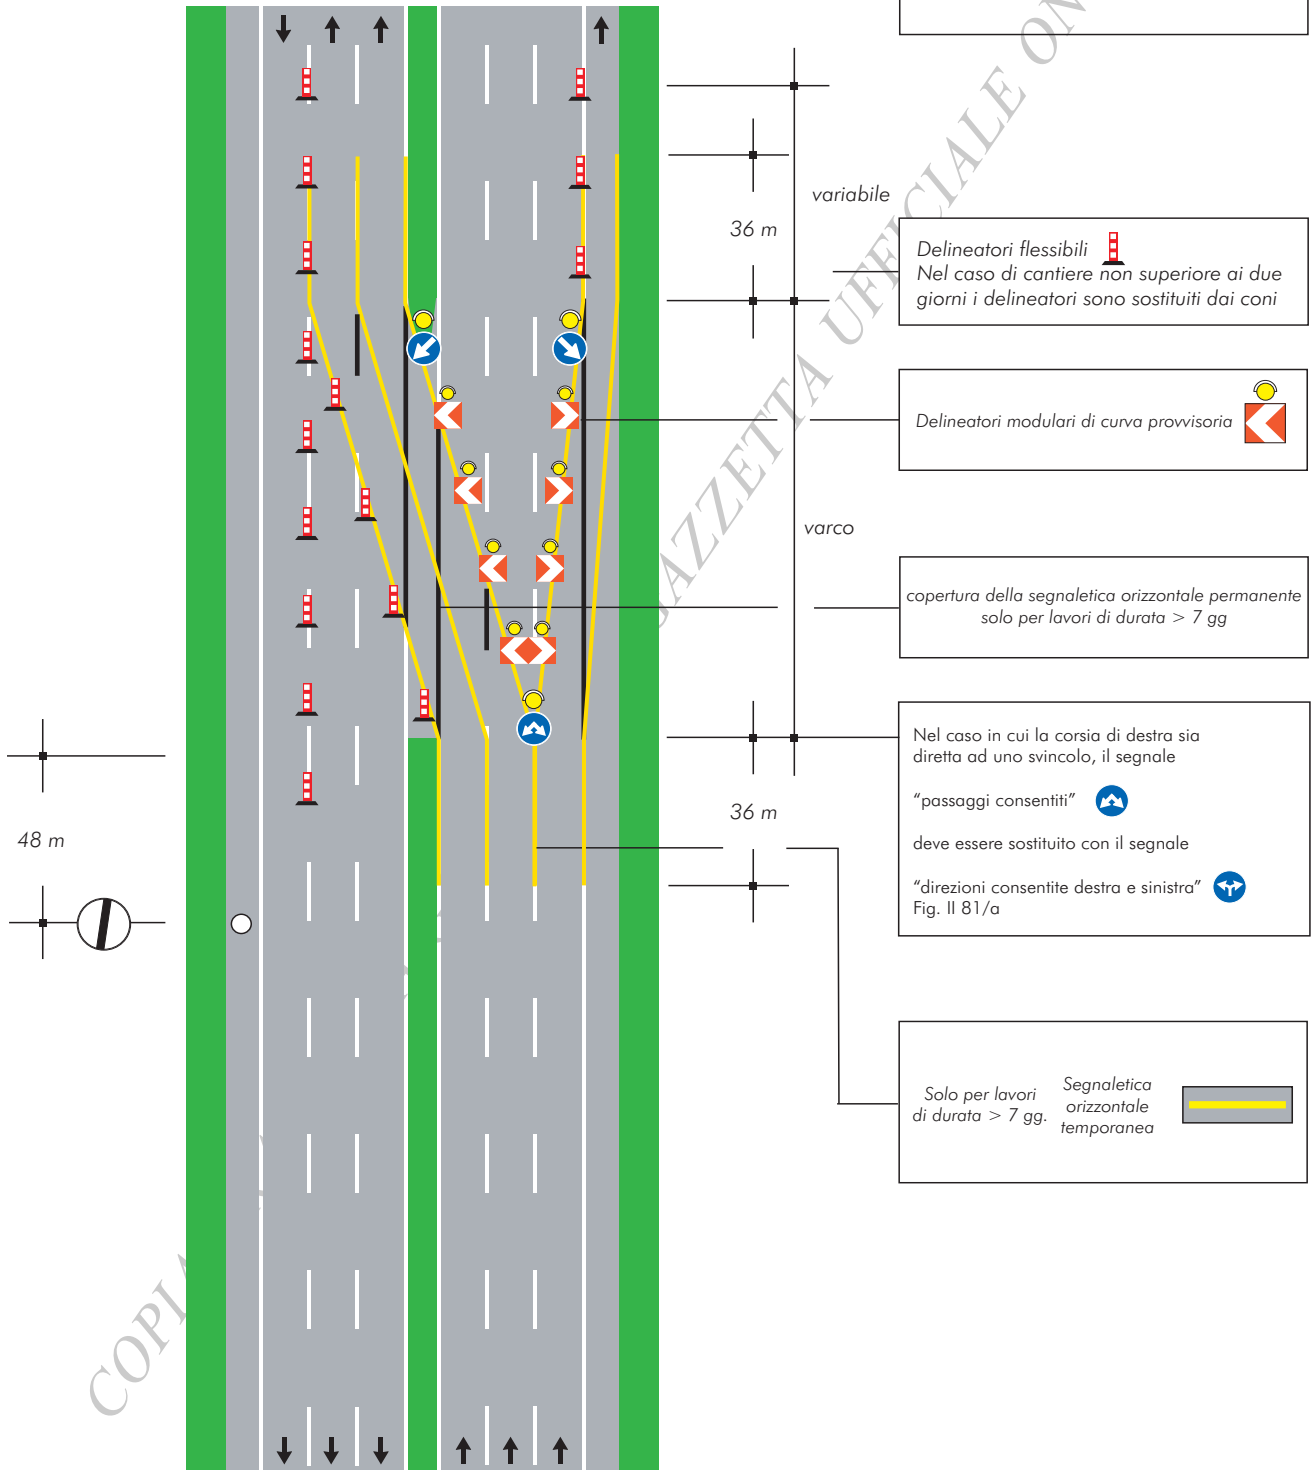 variabile
36 m
Delineatori flessibili
Nel caso di cantiere non superiore ai due
giorni i delineatori sono sostituiti dai coni
Delineatori modulari di curva provvisoria
varco
copertura della segnaletica orizzontale permanente
solo per lavori di durata > 7 gg
Nel caso in cui la corsia di destra sia
diretta ad uno svincolo, il segnale
“passaggi consentiti”
deve essere sostituito con il segnale
“direzioni consentite destra e sinistra”
Fig. II 81/a
36 m
48 m
Solo per lavori
di durata > 7 gg.
Segnaletica
orizzontale
temporanea
COPIA
GAZZETTA UFFICIALE ON